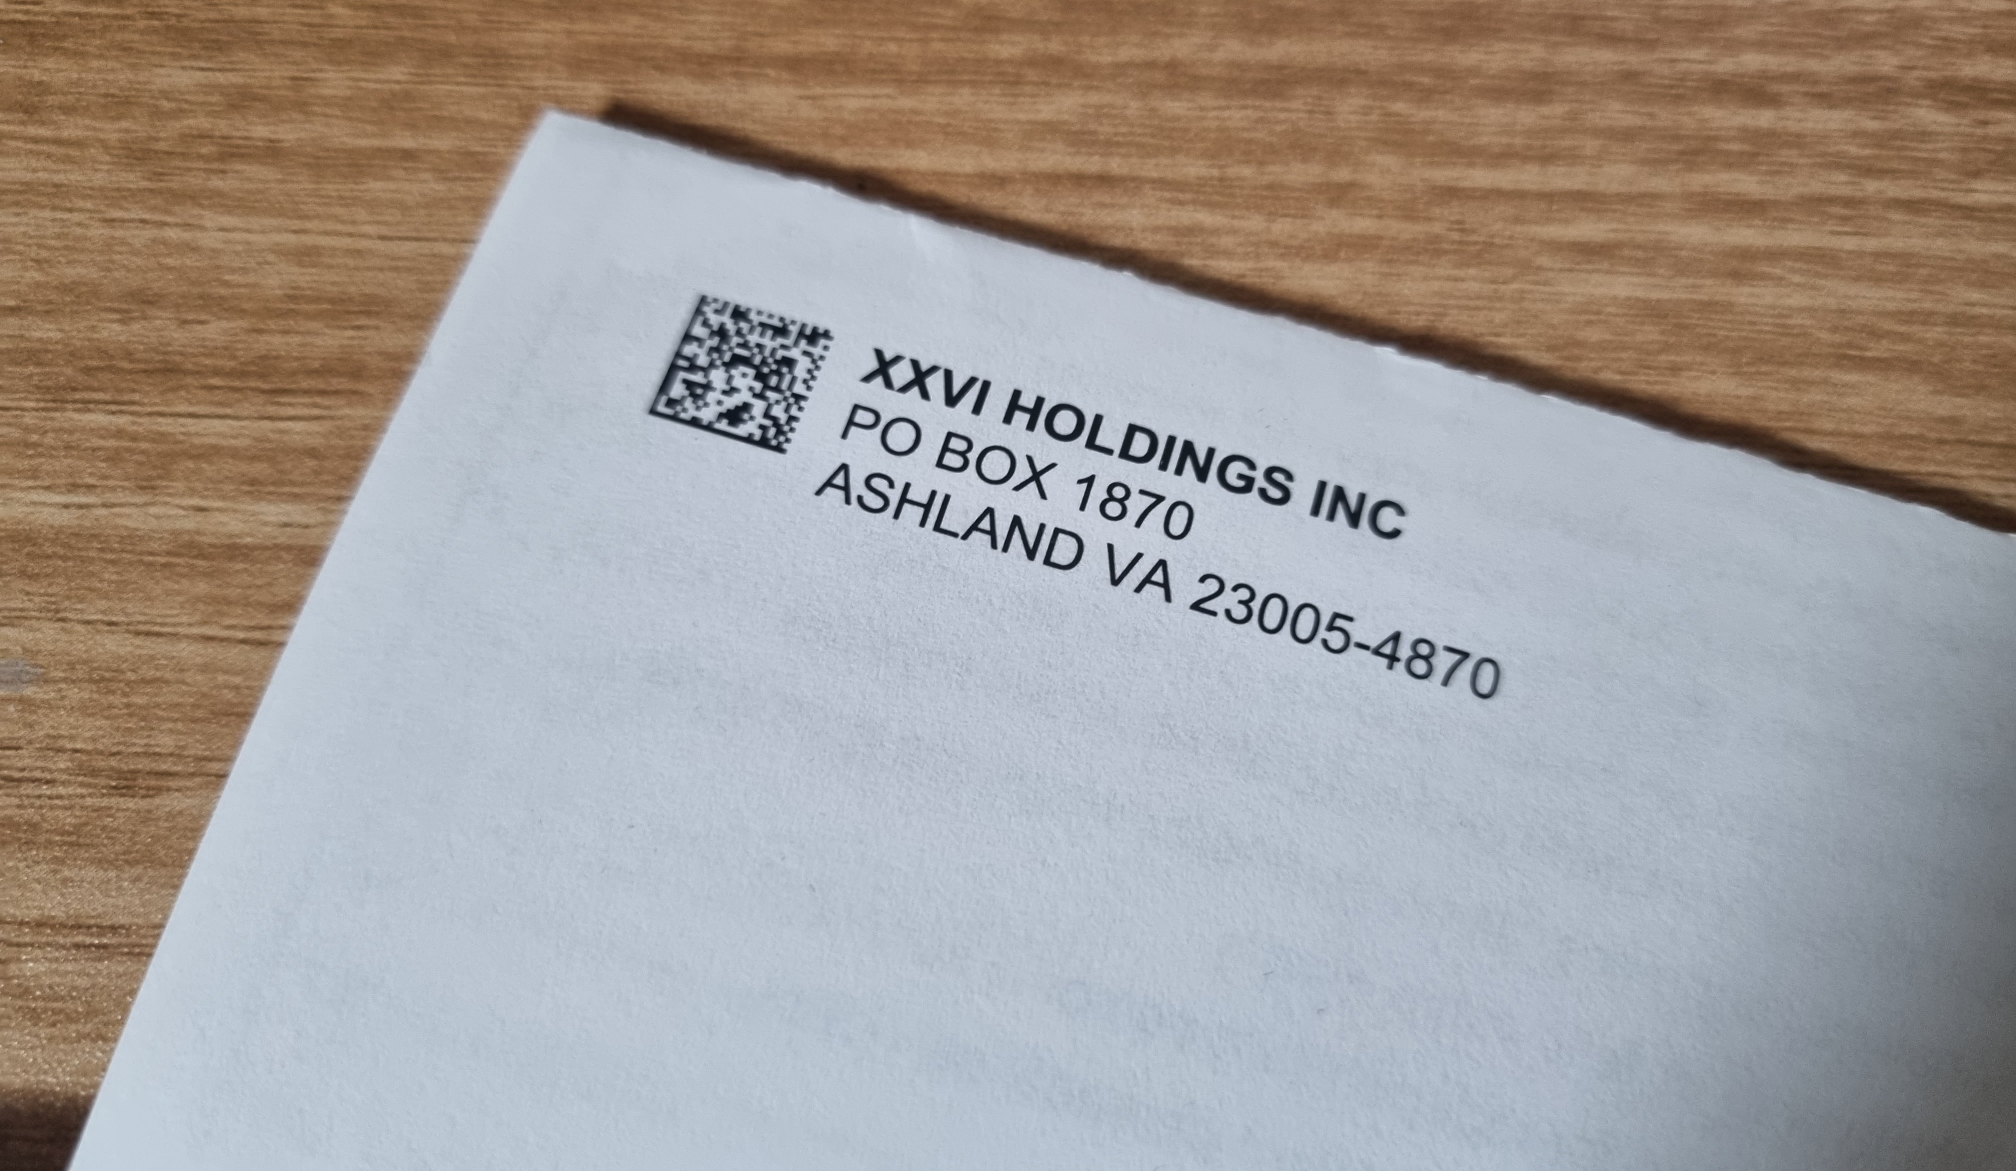 XXVI HOLDINGS INC
PO BOX 1870
ASHLAND VA 23005-4870